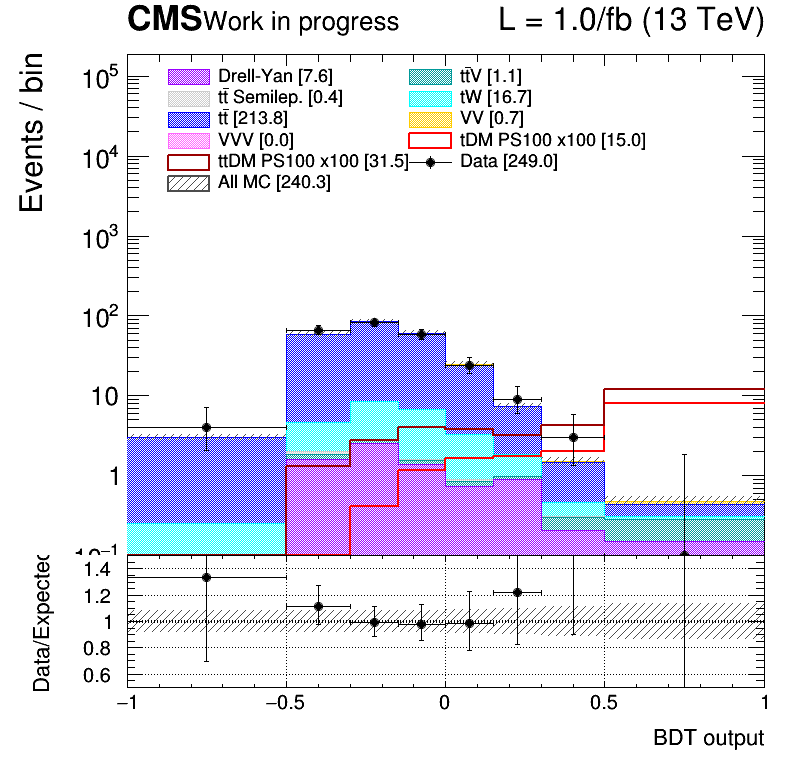 CMS Work in progress L = 1.0/fb (13 TeV)
Events / bin
Drell-Yan [7.6] tt̄V [1.1]
tt̄ Semilep. [0.4] tW [16.7]
tt̄ [213.8] VV [0.7]
VVV [0.0] tDM PS100 x100 [15.0]
ttDM PS100 x100 [31.5] Data [249.0]
All MC [240.3]
10⁵
10⁴
10³
10²
10
1
10⁻¹
Data/Expected
1.4
1.2
1
0.8
0.6
−1 −0.5 0 0.5 1
BDT output